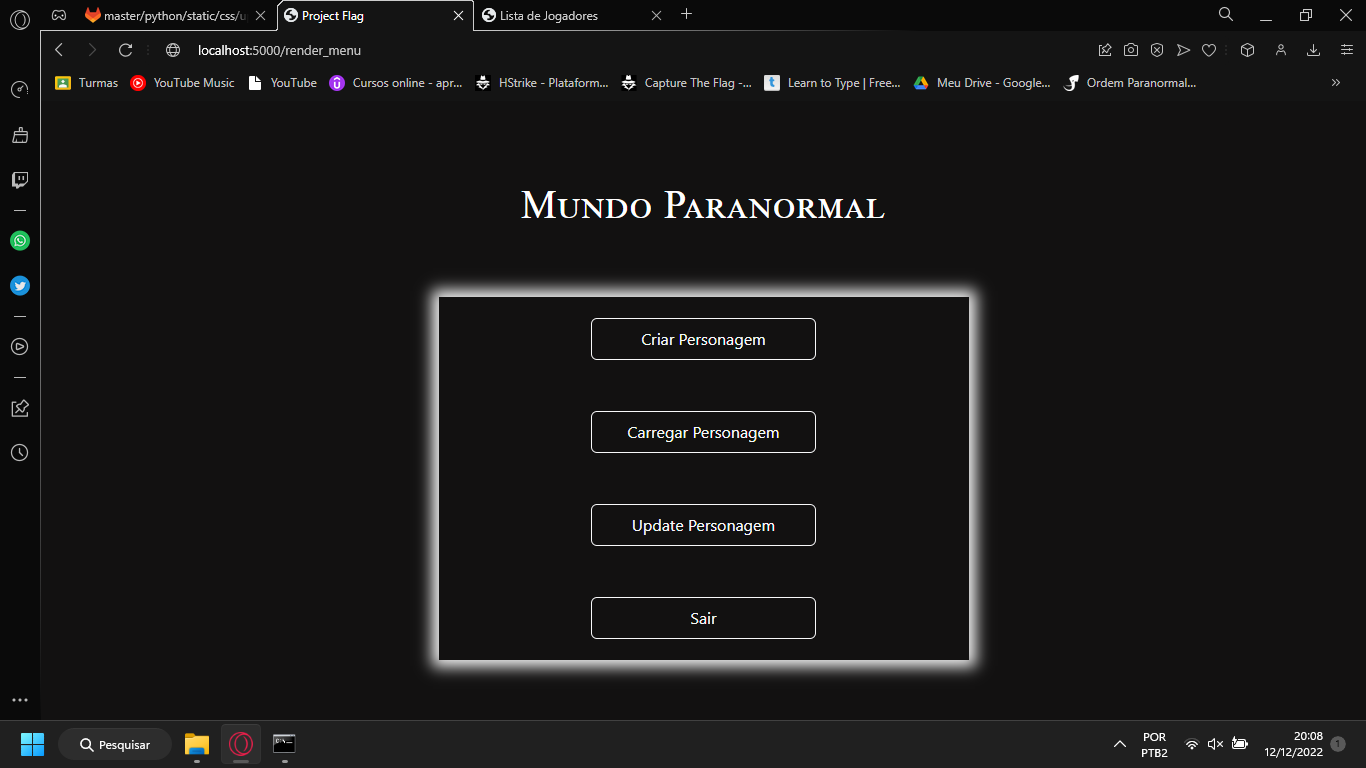 master/python/static/css/u
Project Flag
Lista de Jogadores
localhost:5000/render_menu
Turmas
YouTube Music
YouTube
Cursos online - apr...
HStrike - Plataform...
Capture The Flag -...
Learn to Type | Free...
Meu Drive - Google...
Ordem Paranormal...
Mundo Paranormal
Criar Personagem
Carregar Personagem
Update Personagem
Sair
Pesquisar
POR
PTB2
20:08
12/12/2022
1